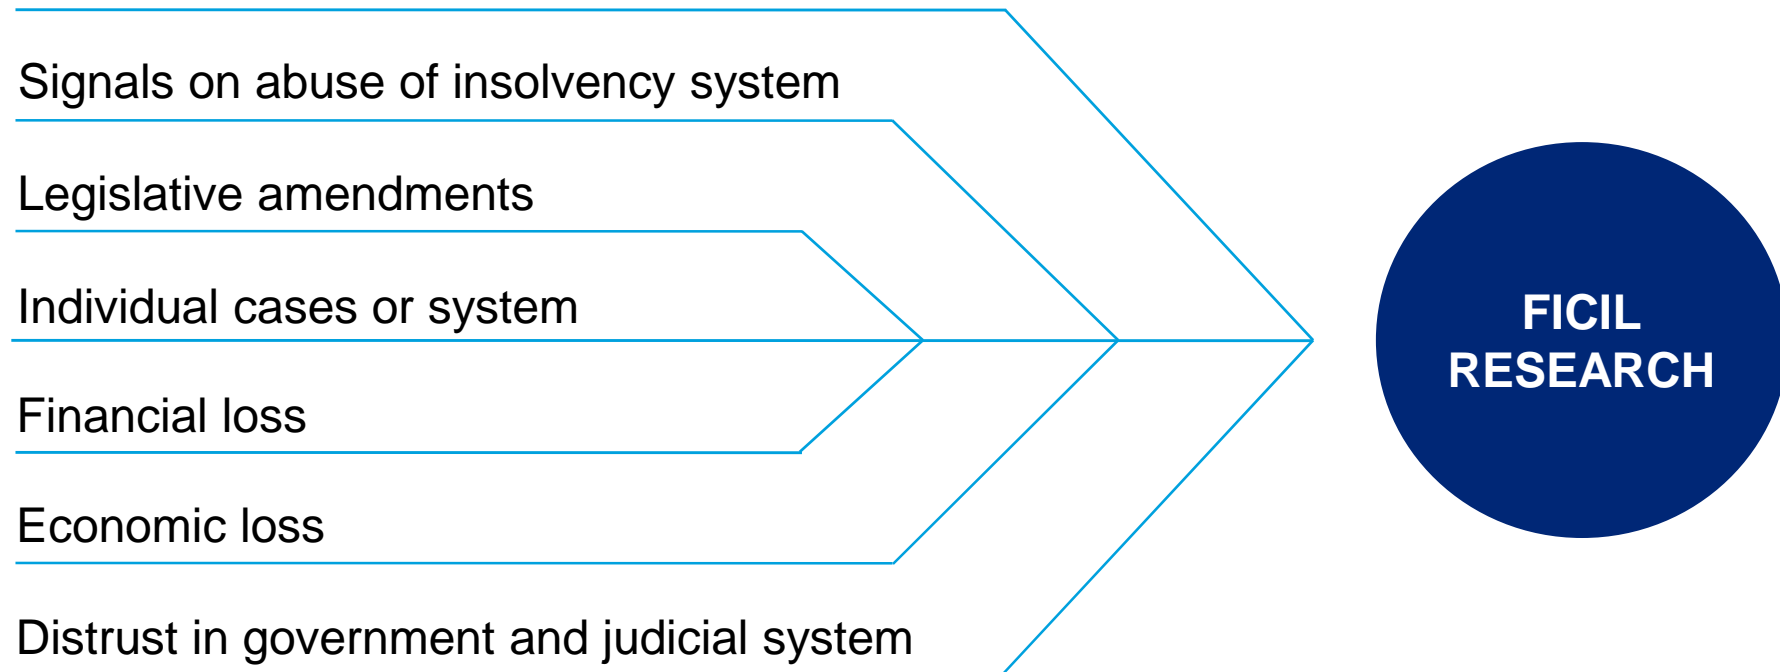 Signals on abuse of insolvency system
Legislative amendments
Individual cases or system
Financial loss
Economic loss
Distrust in government and judicial system
FICIL
RESEARCH